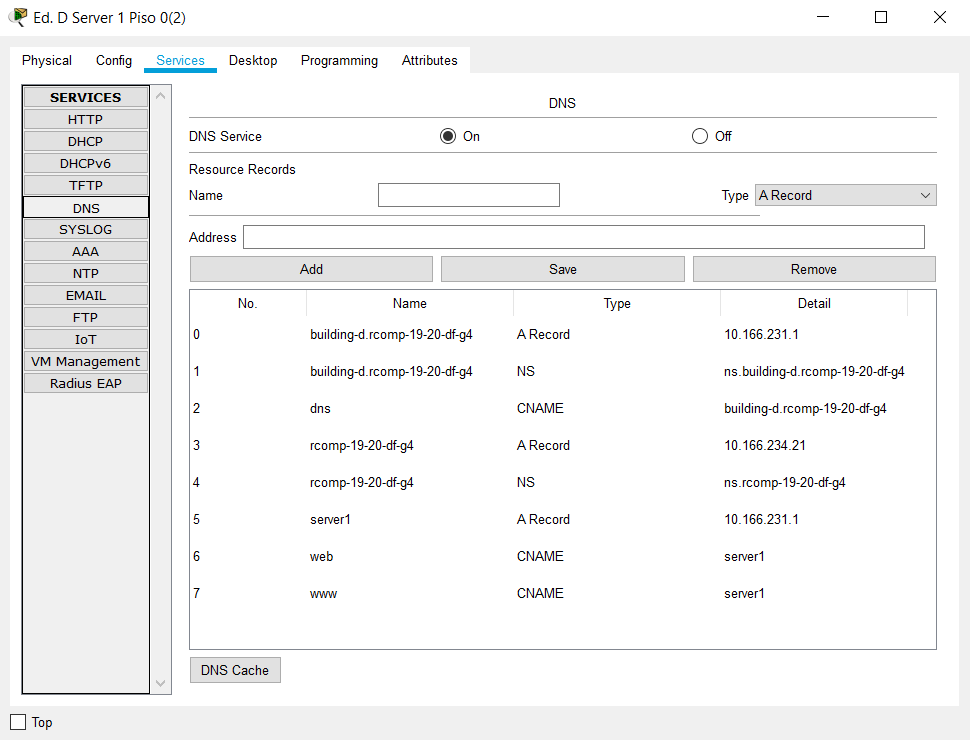 Ed. D Server 1 Piso 0(2)
Physical Config Services Desktop Programming Attributes
SERVICES
HTTP
DHCP
DHCPv6
TFTP
DNS
SYSLOG
AAA
NTP
EMAIL
FTP
IoT
VM Management
Radius EAP
DNS
DNS Service On Off
Resource Records
Name Type A Record
Address
Add Save Remove
No. Name Type Detail
0 building-d.rcomp-19-20-df-g4 A Record 10.166.231.1
1 building-d.rcomp-19-20-df-g4 NS ns.building-d.rcomp-19-20-df-g4
2 dns CNAME building-d.rcomp-19-20-df-g4
3 rcomp-19-20-df-g4 A Record 10.166.234.21
4 rcomp-19-20-df-g4 NS ns.rcomp-19-20-df-g4
5 server1 A Record 10.166.231.1
6 web CNAME server1
7 www CNAME server1
DNS Cache
Top